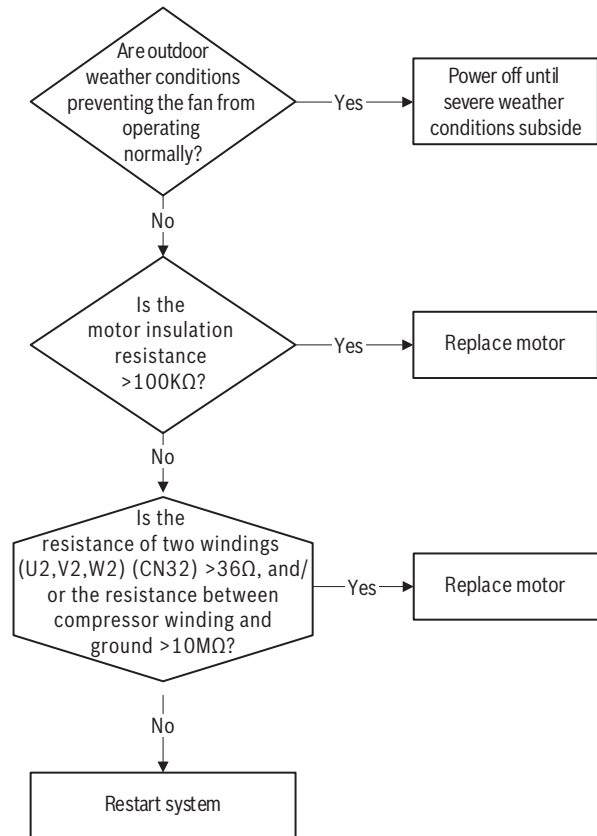 Are outdoor
weather conditions
preventing the fan from
operating
normally?
Yes
Power off until
severe weather
conditions subside
No
Is the
motor insulation
resistance
>100KΩ?
Yes
Replace motor
No
Is the
resistance of two windings
(U2,V2,W2) (CN32) >36Ω, and/
or the resistance between
compressor winding and
ground >10MΩ?
Yes
Replace motor
No
Restart system